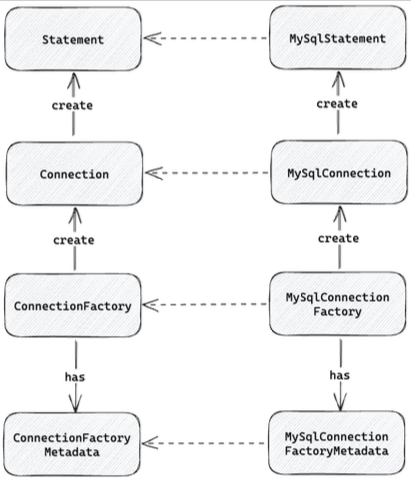 Statement
MySqlStatement
create
create
Connection
MySqlConnection
create
create
ConnectionFactory
MySqlConnection
Factory
has
has
ConnectionFactory
Metadata
MySqlConnection
FactoryMetadata